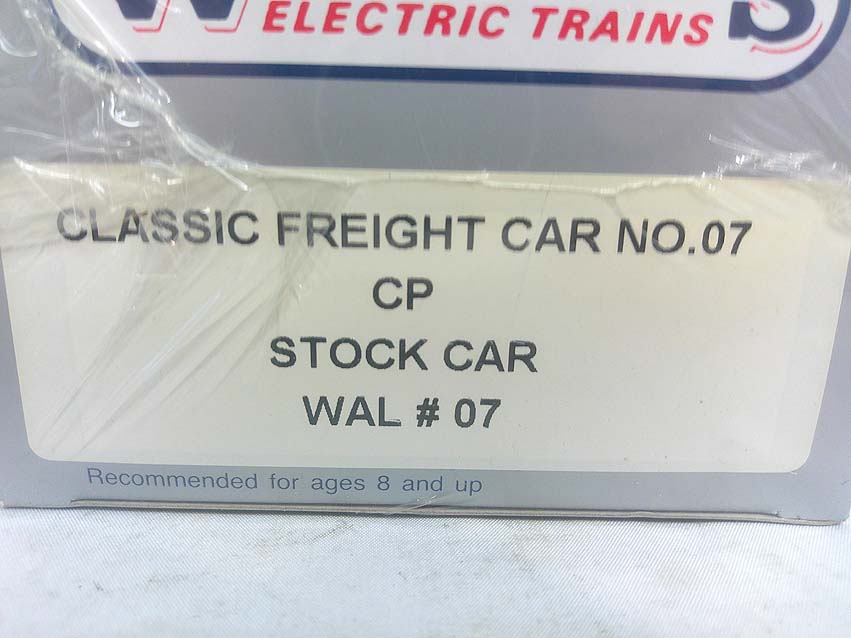 ELECTRIC TRAINS
CLASSIC FREIGHT CAR NO.07
CP
STOCK CAR
WAL # 07
Recommended for ages 8 and up